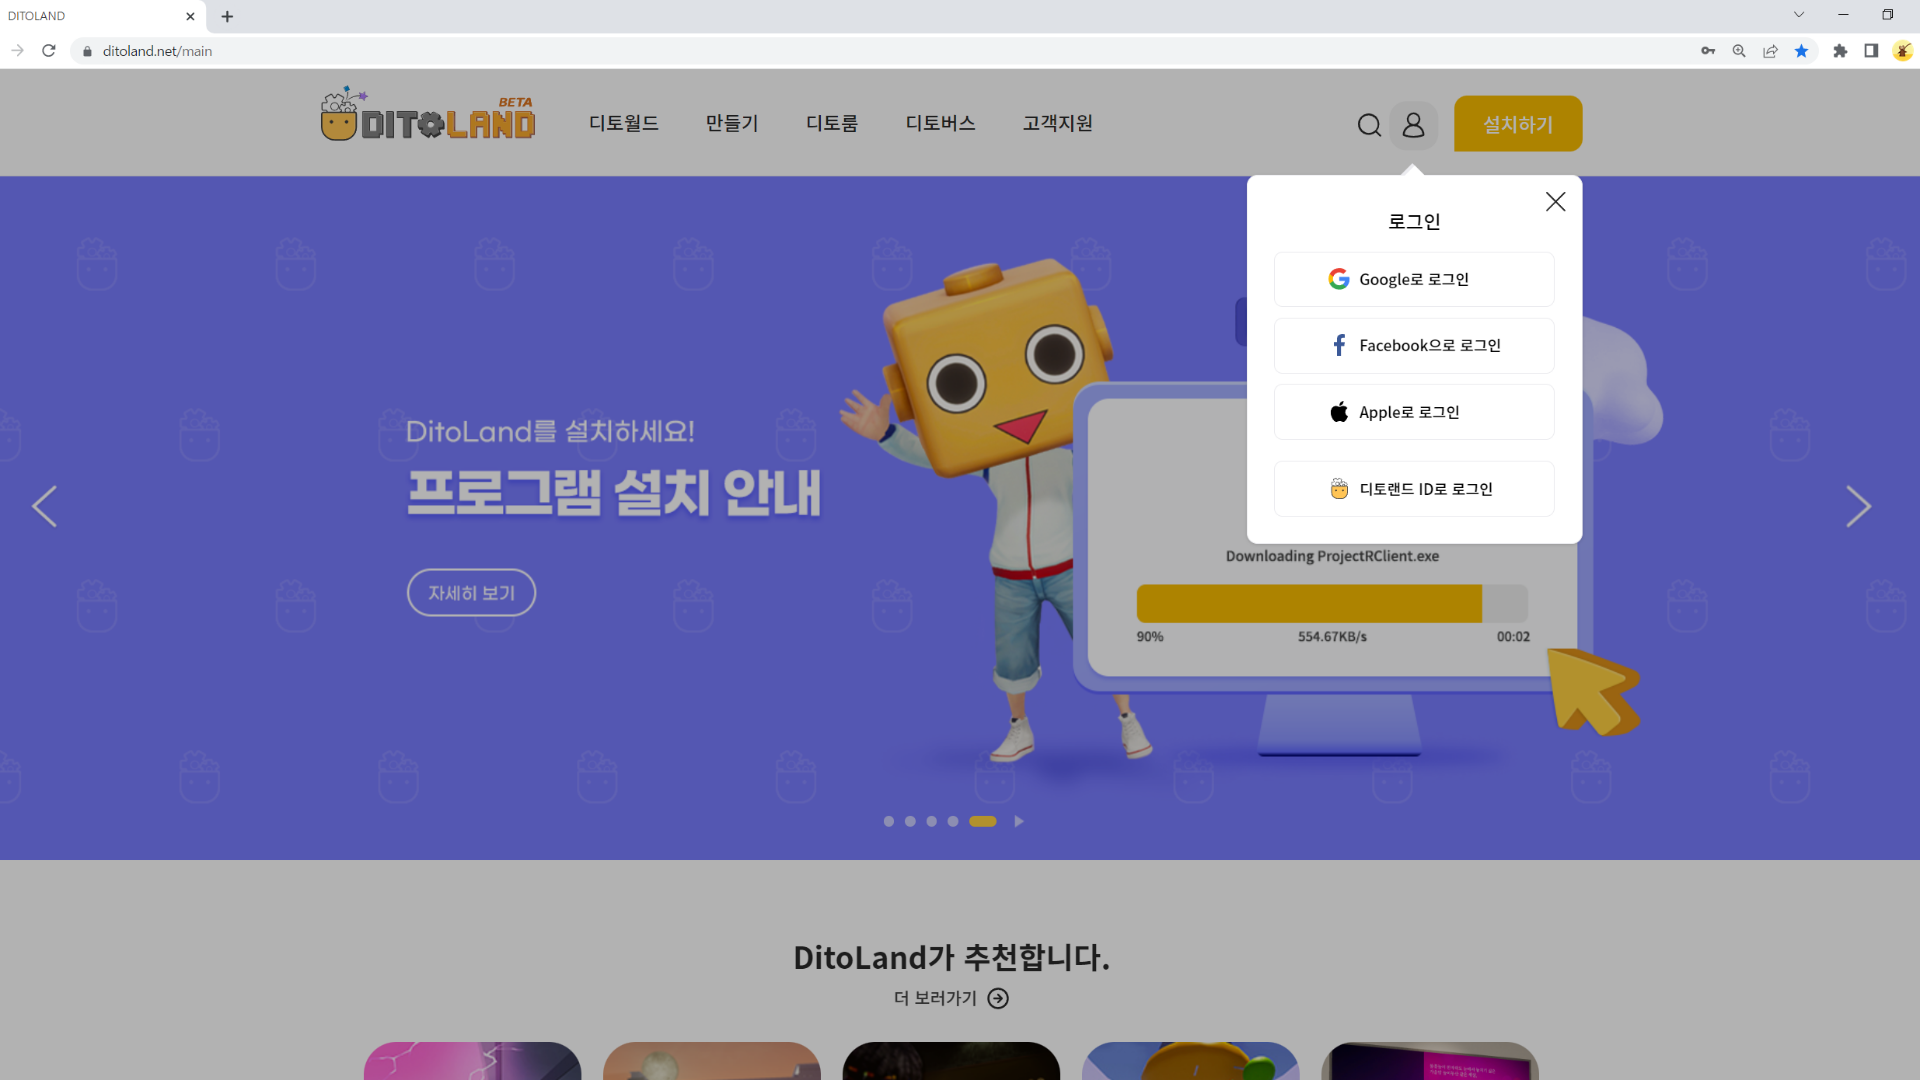 DITOLAND
ditoland.net/main
BETA
DITOLAND
디토월드
만들기
디토룸
디토버스
고객지원
설치하기
로그인
Google로 로그인
Facebook으로 로그인
Apple로 로그인
디토랜드 ID로 로그인
DitoLand를 설치하세요!
프로그램 설치 안내
자세히 보기
Downloading ProjectRClient.exe
90%
554.67KB/s
00:02
DitoLand가 추천합니다.
더 보러가기